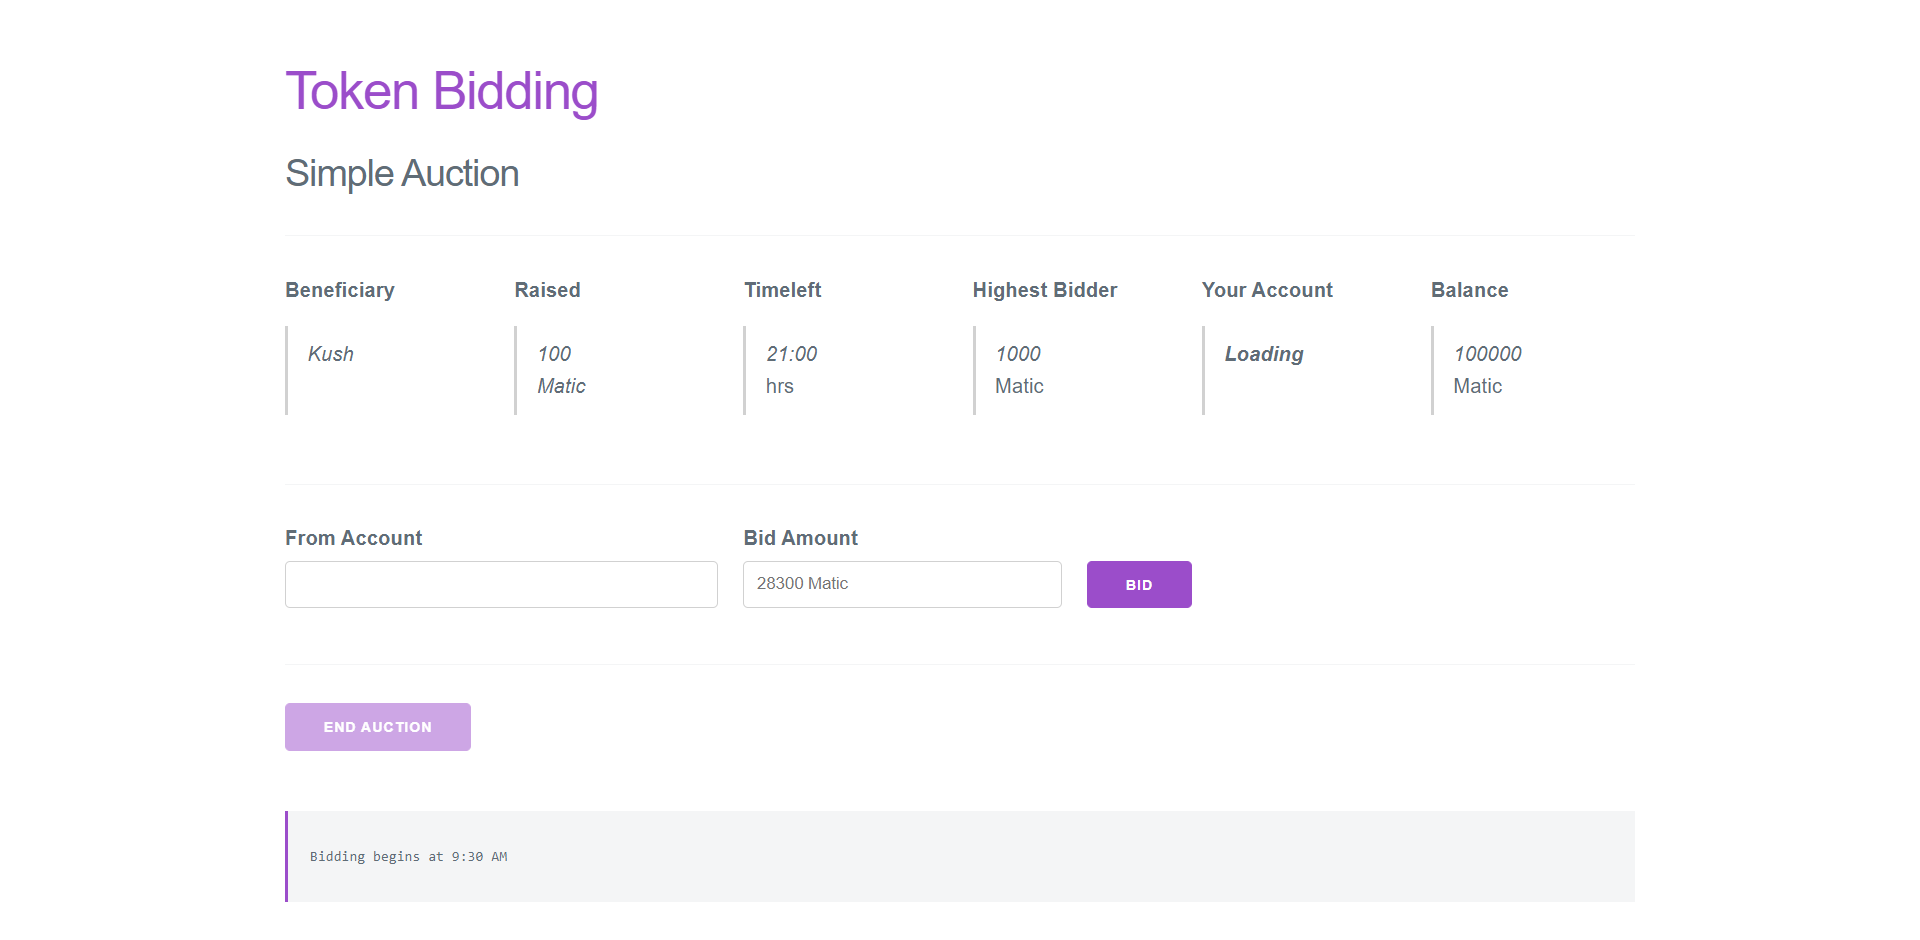 Token Bidding
Simple Auction
Beneficiary Raised Timeleft Highest Bidder Your Account Balance
Kush 100 21:00 1000 Loading 100000
Matic hrs Matic Matic
From Account Bid Amount
28300 Matic BID
END AUCTION
Bidding begins at 9:30 AM